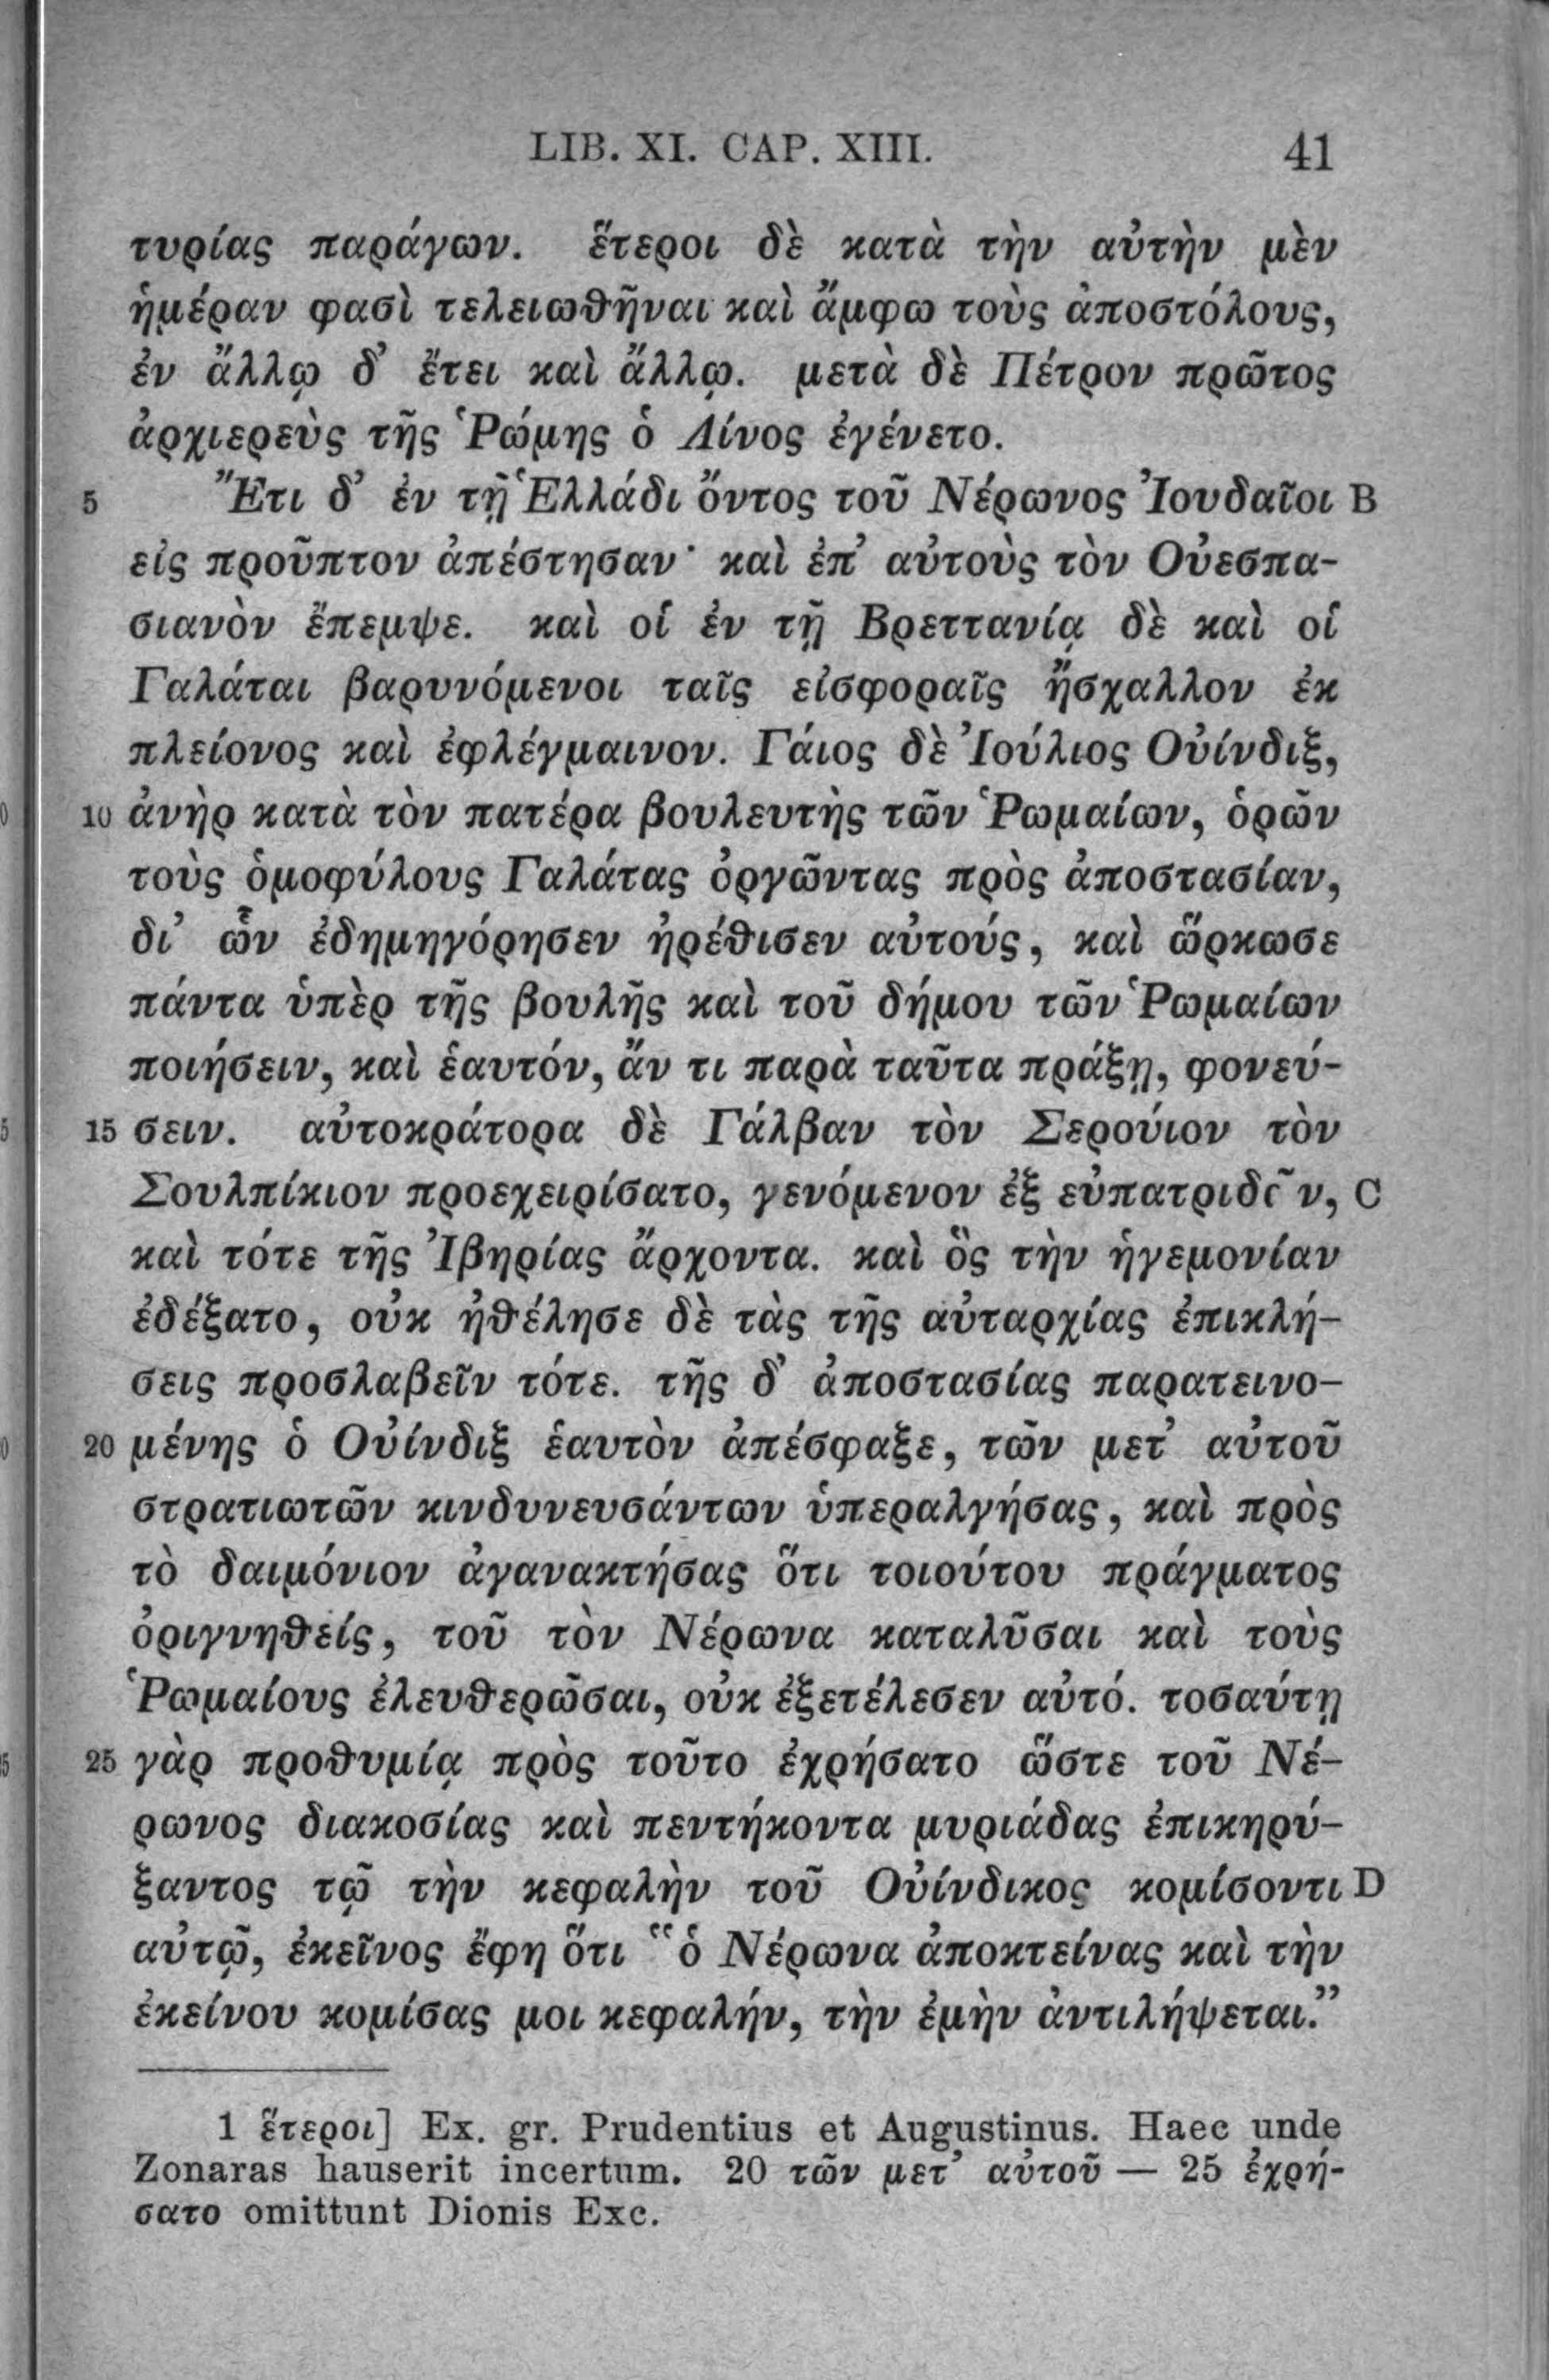 LIB. XI. CAP. XIII. 41
τυρίας παράγων. ἕτεροι δὲ κατὰ τὴν αὐτὴν μὲν
ἡμέραν φασὶ τελειωθῆναι καὶ ἄμφω τοὺς ἀποστόλους,
ἐν ἄλλῳ δ’ ἔτει καὶ ἄλλῳ. μετὰ δὲ Πέτρον πρῶτος
ἀρχιερεὺς τῆς Ῥώμης ὁ Λίνος ἐγένετο.
5 Ἔτι δ’ ἐν τῇ Ἑλλάδι ὄντος τοῦ Νέρωνος Ἰουδαῖοι B
εἰς προῦπτον ἀπέστησαν· καὶ ἐπ’ αὐτοὺς τὸν Οὐεσπα-
σιανὸν ἔπεμψε. καὶ οἱ ἐν τῇ Βρεττανίᾳ δὲ καὶ οἱ
Γαλάται βαρυνόμενοι ταῖς εἰσφοραῖς ἤσχαλλον ἐκ
πλείονος καὶ ἐφλέγμαινον. Γάιος δὲ Ἰούλιος Οὐίνδιξ,
10 ἀνὴρ κατὰ τὸν πατέρα βουλευτὴς τῶν Ῥωμαίων, ὁρῶν
τοὺς ὁμοφύλους Γαλάτας ὀργῶντας πρὸς ἀποστασίαν,
δι’ ὧν ἐδημηγόρησεν ἠρέθισεν αὐτούς, καὶ ὥρκωσε
πάντα ὑπὲρ τῆς βουλῆς καὶ τοῦ δήμου τῶν Ῥωμαίων
ποιήσειν, καὶ ἑαυτόν, ἄν τι παρὰ ταῦτα πράξῃ, φονεύ-
15 σειν. αὐτοκράτορα δὲ Γάλβαν τὸν Σερούιον τὸν
Σουλπίκιον προεχειρίσατο, γενόμενον ἐξ εὐπατριδῶν, C
καὶ τότε τῆς Ἰβηρίας ἄρχοντα. καὶ ὃς τὴν ἡγεμονίαν
ἐδέξατο, οὐκ ἠθέλησε δὲ τὰς τῆς αὐταρχίας ἐπικλή-
σεις προσλαβεῖν τότε. τῆς δ’ ἀποστασίας παρατεινο-
20 μένης ὁ Οὐίνδιξ ἑαυτὸν ἀπέσφαξε, τῶν μετ’ αὐτοῦ
στρατιωτῶν κινδυνευσάντων ὑπεραλγήσας, καὶ πρὸς
τὸ δαιμόνιον ἀγανακτήσας ὅτι τοιούτου πράγματος
ὀριγνηθείς, τοῦ τὸν Νέρωνα καταλῦσαι καὶ τοὺς
Ῥωμαίους ἐλευθερῶσαι, οὐκ ἐξετέλεσεν αὐτό. τοσαύτῃ
25 γὰρ προθυμίᾳ πρὸς τοῦτο ἐχρήσατο ὥστε τοῦ Νέ-
ρωνος διακοσίας καὶ πεντήκοντα μυριάδας ἐπικηρύ-
ξαντος τῷ τὴν κεφαλὴν τοῦ Οὐίνδικος κομίσοντι D
αὐτῷ, ἐκεῖνος ἔφη ὅτι “ὁ Νέρωνα ἀποκτείνας καὶ τὴν
ἐκείνου κομίσας μοι κεφαλήν, τὴν ἐμὴν ἀντιλήψεται.”
1 ἕτεροι] Ex. gr. Prudentius et Augustinus. Haec unde
Zonaras hauserit incertum. 20 τῶν μετ’ αὐτοῦ — 25 ἐχρή-
σατο omittunt Dionis Exc.